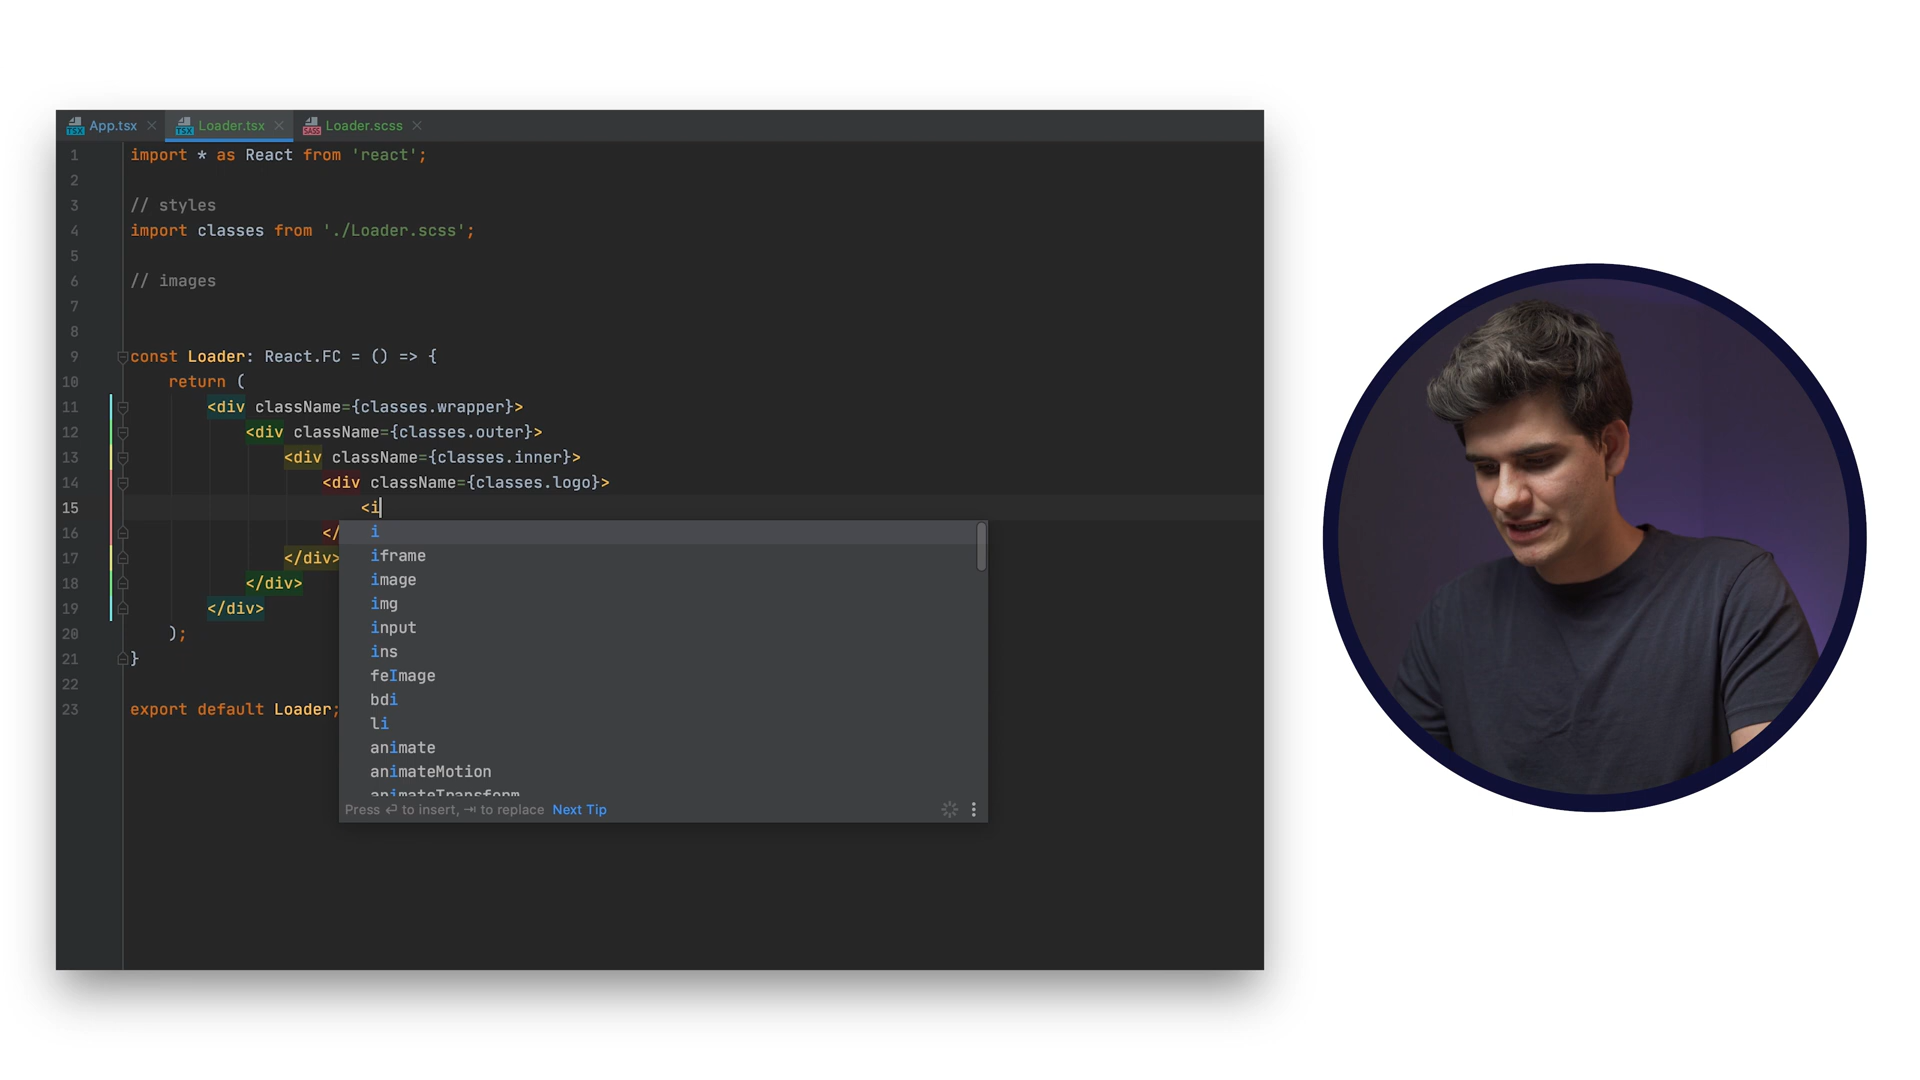 App.tsx Loader.tsx Loader.scss
1 import * as React from 'react';
2
3 // styles
4 import classes from './Loader.scss';
5
6 // images
7
8
9 const Loader: React.FC = () => {
10 return (
11 <div className={classes.wrapper}>
12 <div className={classes.outer}>
13 <div className={classes.inner}>
14 <div className={classes.logo}>
15 <i
16 </
17 </div>
18 </div>
19 </div>
20 );
21 }
22
23 export default Loader;
i
iframe
image
img
input
ins
feImage
bdi
li
animate
animateMotion
animateTransform
Press ↵ to insert, ⇥ to replace Next Tip